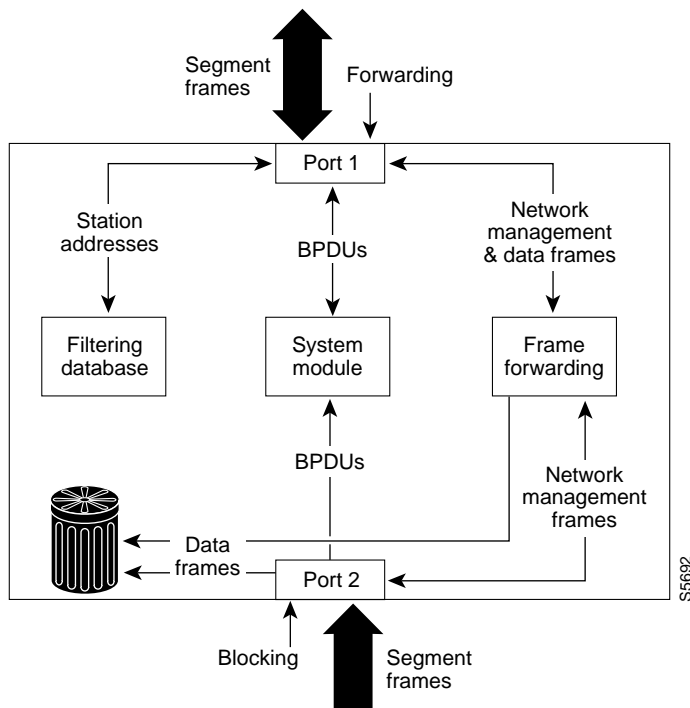 Segment
frames
Forwarding
Port 1
Station
addresses
BPDUs
Network
management
& data frames
Filtering
database
System
module
Frame
forwarding
BPDUs
Network
management
frames
Data
frames
Port 2
Blocking
Segment
frames
S5692